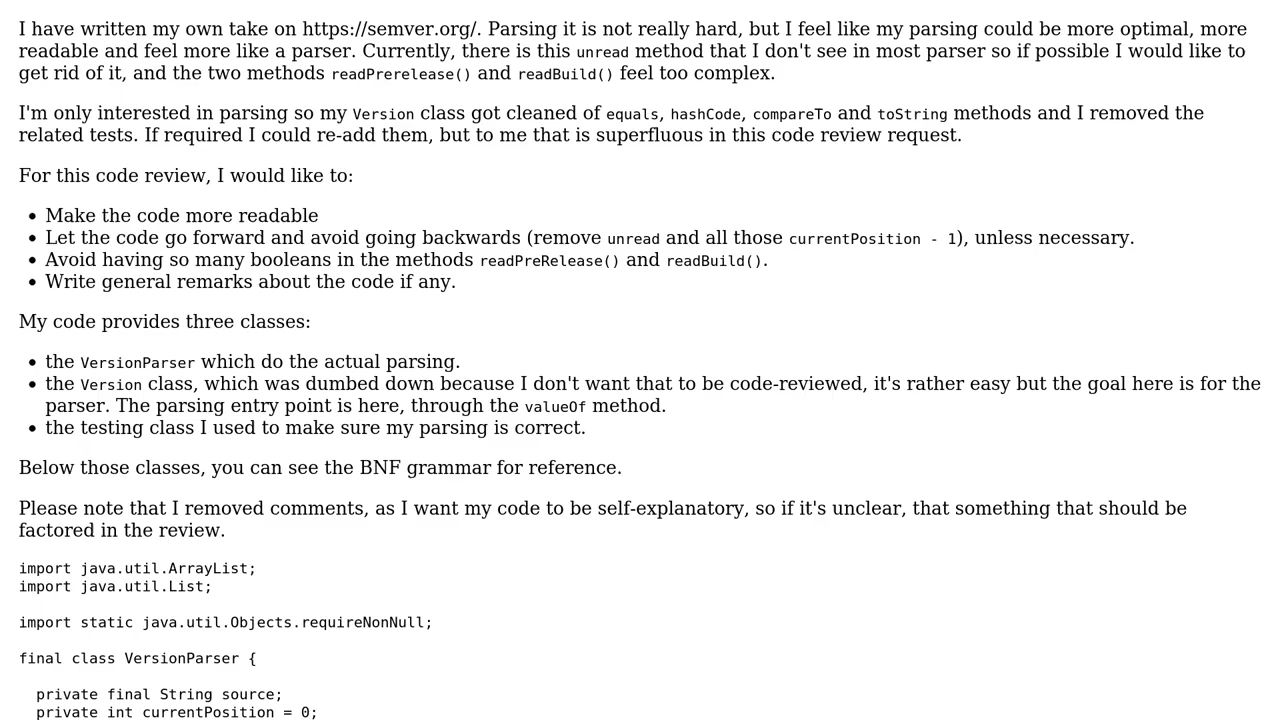 I have written my own take on https://semver.org/. Parsing it is not really hard, but I feel like my parsing could be more optimal, more
readable and feel more like a parser. Currently, there is this unread method that I don't see in most parser so if possible I would like to
get rid of it, and the two methods readPrerelease() and readBuild() feel too complex.
I'm only interested in parsing so my Version class got cleaned of equals, hashCode, compareTo and toString methods and I removed the
related tests. If required I could re-add them, but to me that is superfluous in this code review request.
For this code review, I would like to:
• Make the code more readable
• Let the code go forward and avoid going backwards (remove unread and all those currentPosition - 1), unless necessary.
• Avoid having so many booleans in the methods readPreRelease() and readBuild().
• Write general remarks about the code if any.
My code provides three classes:
• the VersionParser which do the actual parsing.
• the Version class, which was dumbed down because I don't want that to be code-reviewed, it's rather easy but the goal here is for the
parser. The parsing entry point is here, through the valueOf method.
• the testing class I used to make sure my parsing is correct.
Below those classes, you can see the BNF grammar for reference.
Please note that I removed comments, as I want my code to be self-explanatory, so if it's unclear, that something that should be
factored in the review.
import java.util.ArrayList;
import java.util.List;
import static java.util.Objects.requireNonNull;
final class VersionParser {
private final String source;
private int currentPosition = 0;